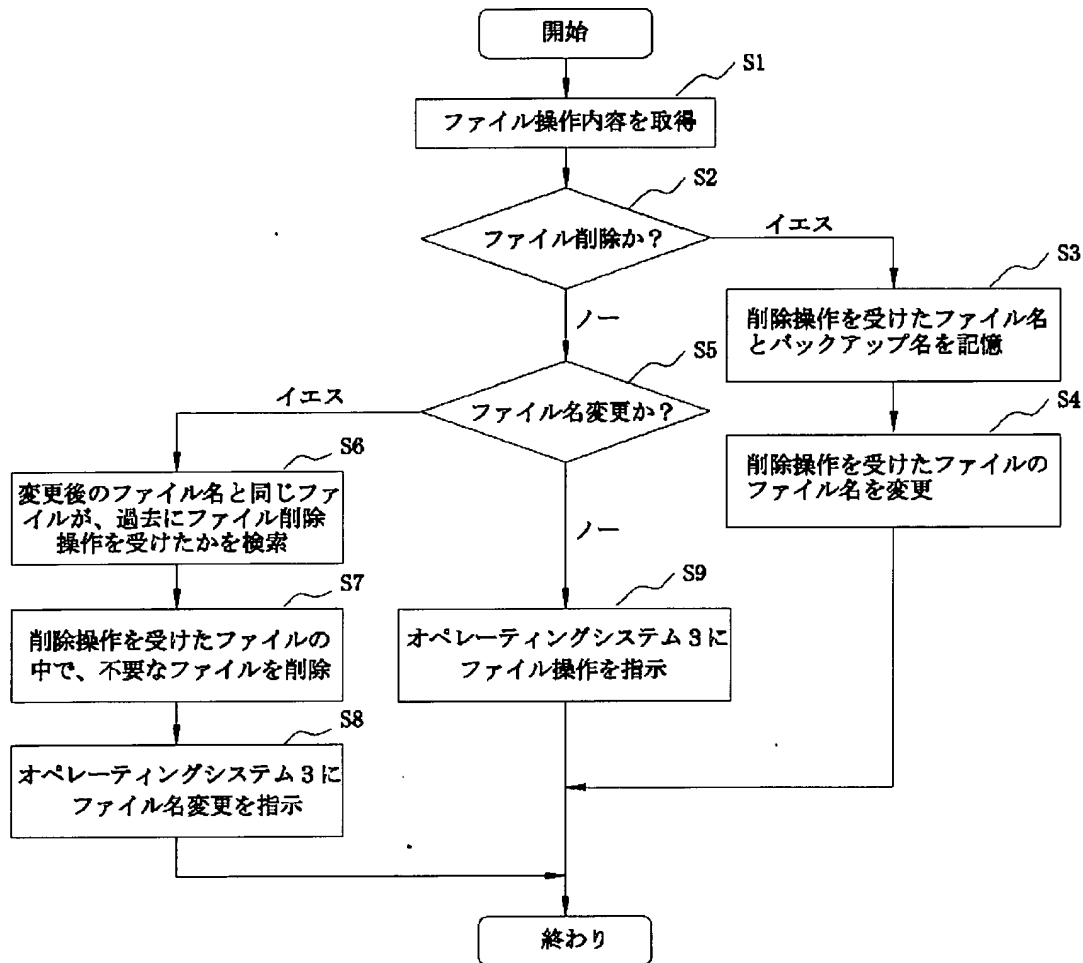 開始
S1
ファイル操作内容を取得
S2
ファイル削除か？
イエス
S3
削除操作を受けたファイル名
とバックアップ名を記憶
ノー
S5
ファイル名変更か？
イエス
S4
削除操作を受けたファイルの
ファイル名を変更
S6
変更後のファイル名と同じファ
イルが、過去にファイル削除
操作を受けたかを検索
ノー
S7
削除操作を受けたファイルの
中で、不要なファイルを削除
S9
オペレーティングシステム３に
ファイル操作を指示
S8
オペレーティングシステム３に
ファイル名変更を指示
終わり